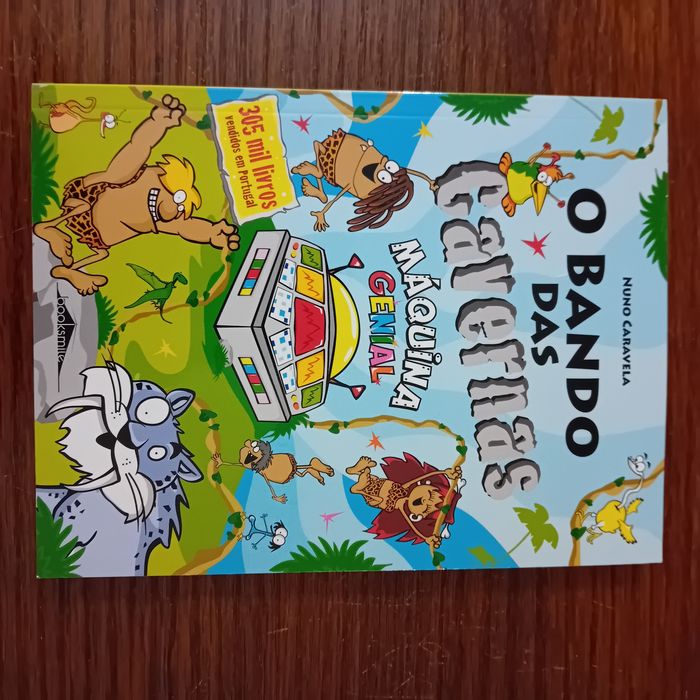 NUNO CARAVELA
O BANDO
DAS
CAVERNAS
MÁQUINA
GENIAL
305 mil livros
vendidos em Portugal
booksmile